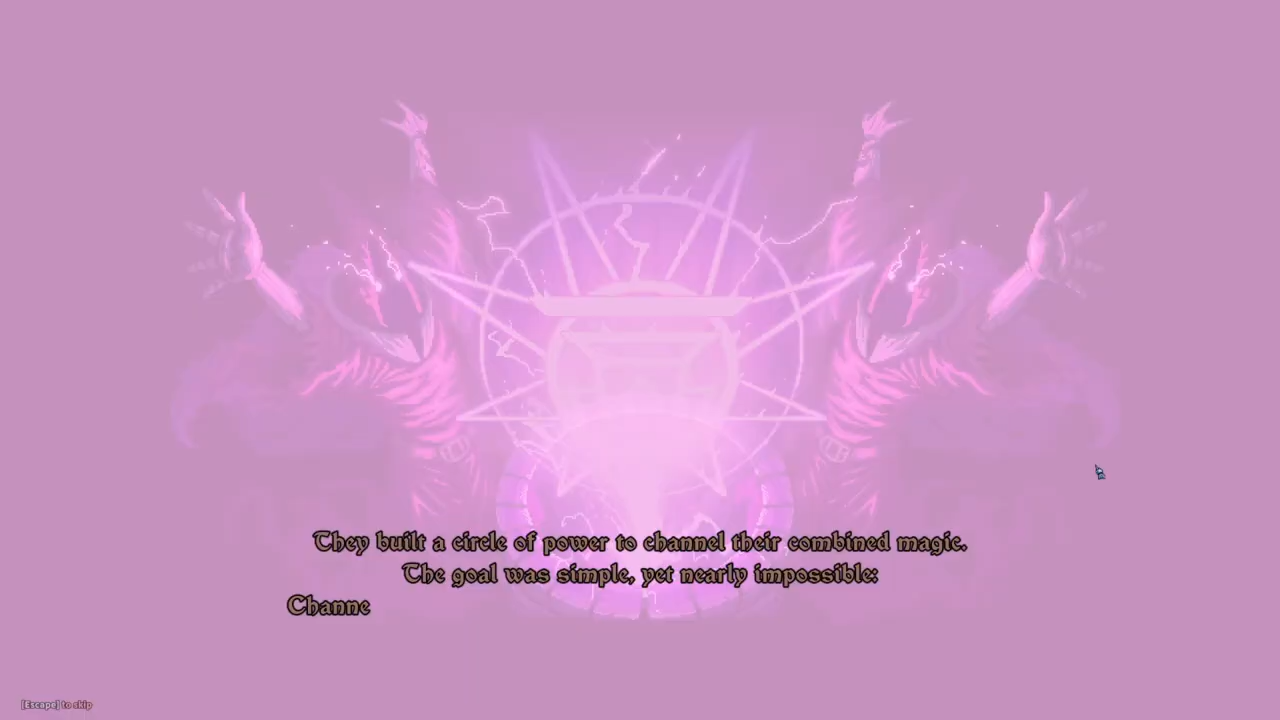 They built a circle of power to channel their combined magic.
The goal was simple, yet nearly impossible:
Channe
[Escape] to skip